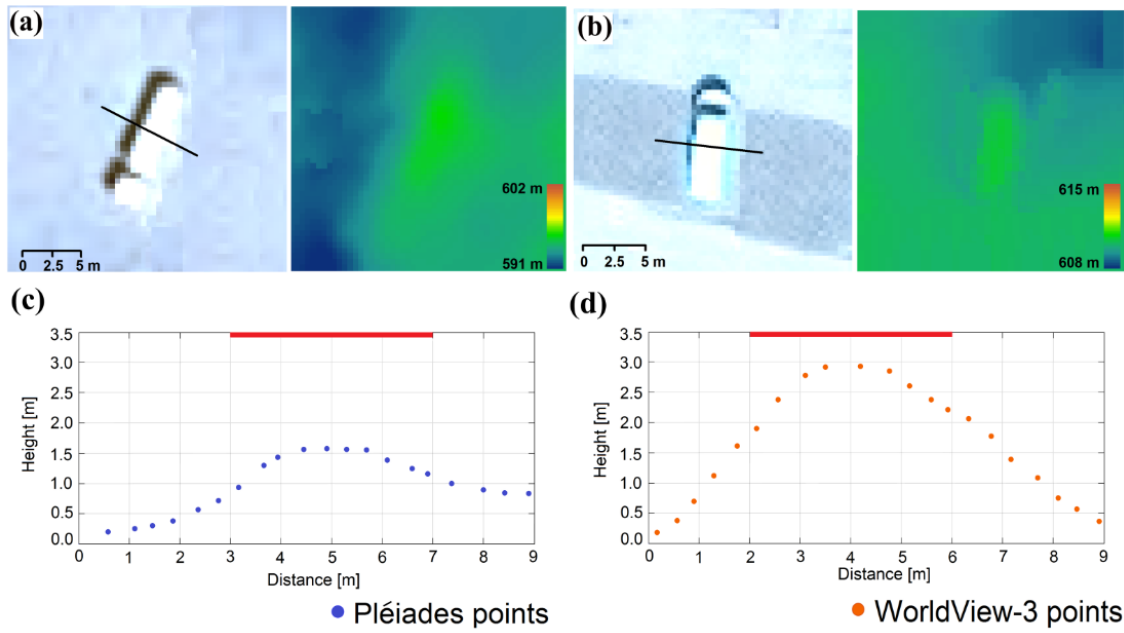 (a)
(b)
602 m
615 m
0 2.5 5 m
591 m
0 2.5 5 m
608 m
(c)
(d)
3.5
3.0
2.5
2.0
1.5
1.0
0.5
0.0
Height [m]
0 1 2 3 4 5 6 7 8 9
Distance [m]
3.5
3.0
2.5
2.0
1.5
1.0
0.5
0.0
Height [m]
0 1 2 3 4 5 6 7 8 9
Distance [m]
Pléiades points
WorldView-3 points